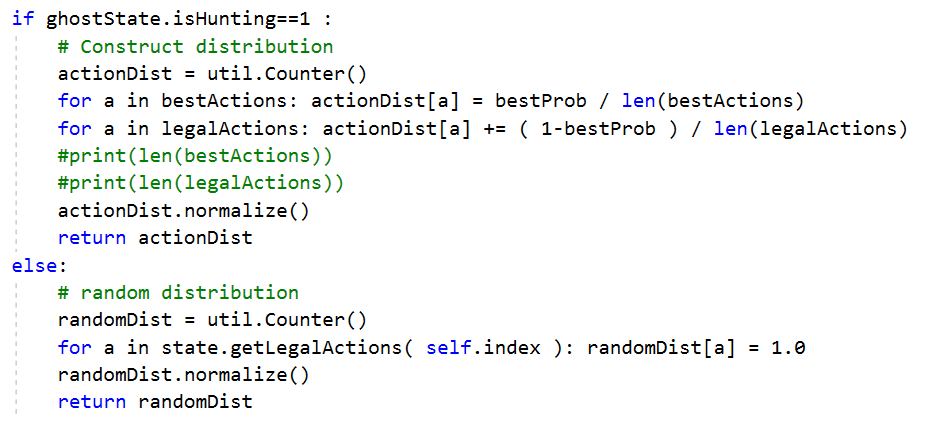 if ghostState.isHunting==1 :
    # Construct distribution
    actionDist = util.Counter()
    for a in bestActions: actionDist[a] = bestProb / len(bestActions)
    for a in legalActions: actionDist[a] += ( 1-bestProb ) / len(legalActions)
    #print(len(bestActions))
    #print(len(legalActions))
    actionDist.normalize()
    return actionDist
else:
    # random distribution
    randomDist = util.Counter()
    for a in state.getLegalActions( self.index ): randomDist[a] = 1.0
    randomDist.normalize()
    return randomDist